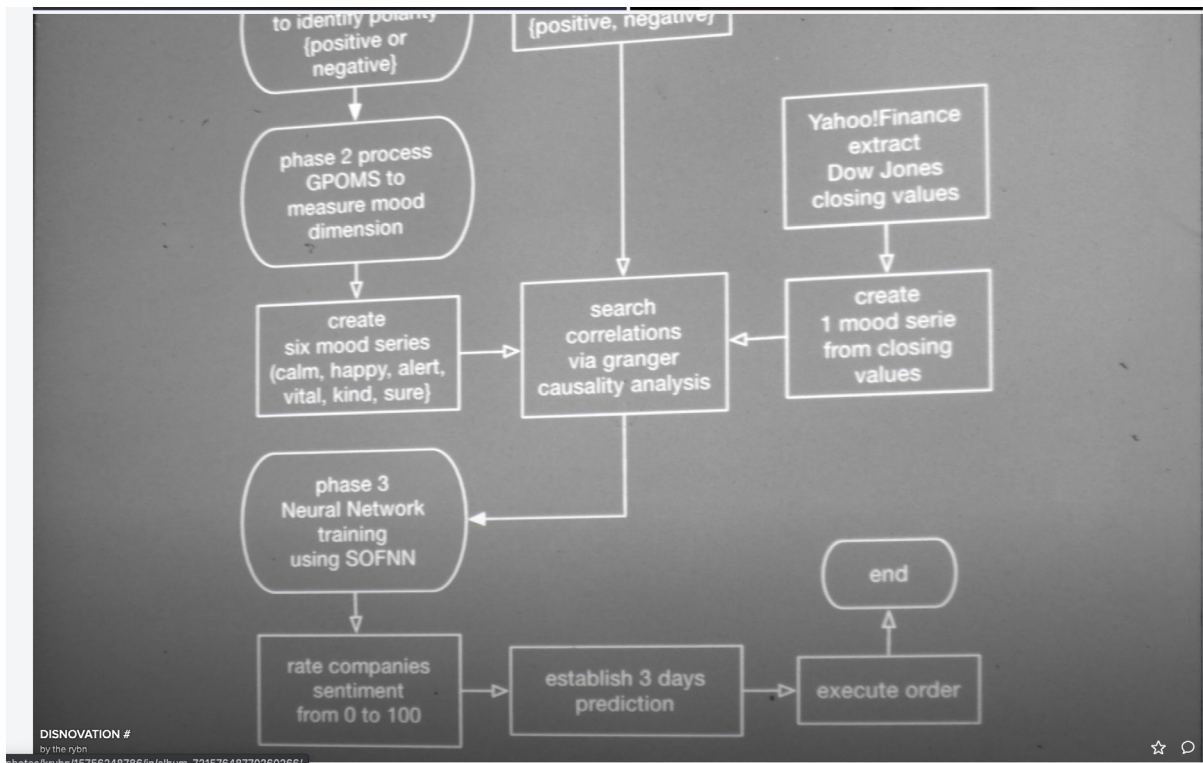 to identify polarity
{positive or
negative}
{positive, negative}
phase 2 process
GPOMS to
measure mood
dimension
Yahoo!Finance
extract
Dow Jones
closing values
create
six mood series
(calm, happy, alert,
vital, kind, sure}
search
correlations
via granger
causality analysis
create
1 mood serie
from closing
values
phase 3
Neural Network
training
using SOFNN
end
rate companies
sentiment
from 0 to 100
establish 3 days
prediction
execute order
DISNOVATION #
by the rybn